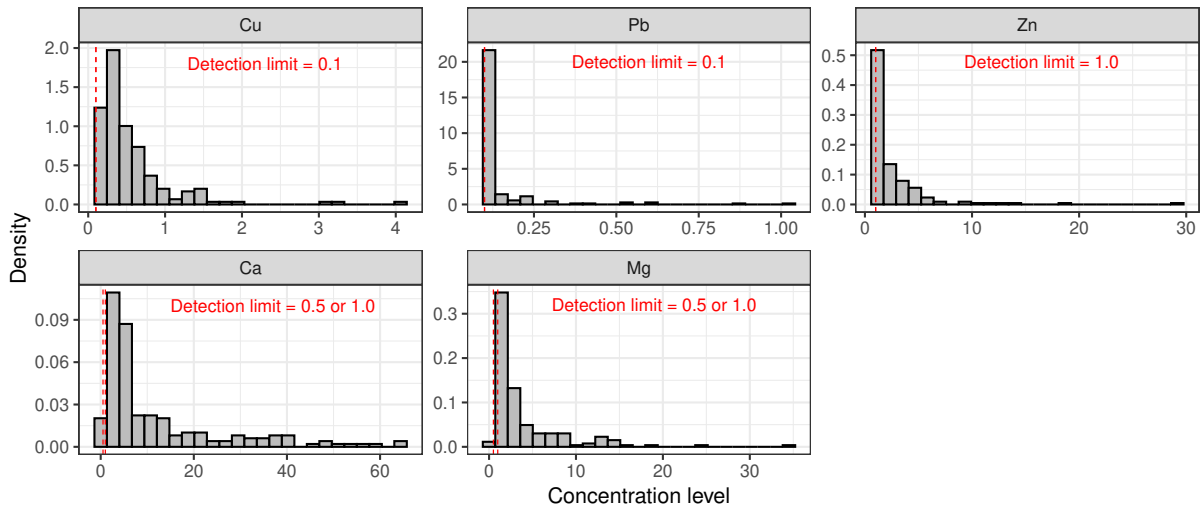 Cu
Pb
Zn
Detection limit = 0.1
Detection limit = 0.1
Detection limit = 1.0
2.0
1.5
1.0
0.5
0.0
20
15
10
5
0
0.5
0.4
0.3
0.2
0.1
0.0
0 1 2 3 4
0.25 0.50 0.75 1.00
0 10 20 30
Density
Ca
Mg
Detection limit = 0.5 or 1.0
Detection limit = 0.5 or 1.0
0.09
0.06
0.03
0.00
0.3
0.2
0.1
0.0
0 20 40 60
0 10 20 30
Concentration level